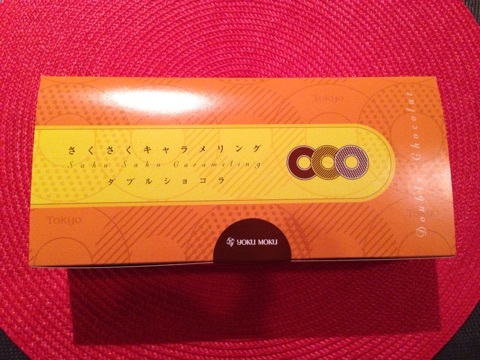 Tokyo
さくさくキャラメリング
Saku Saku Carameling
ダブルショコラ
Tokyo
YOKU MOKU
Double Chocolat